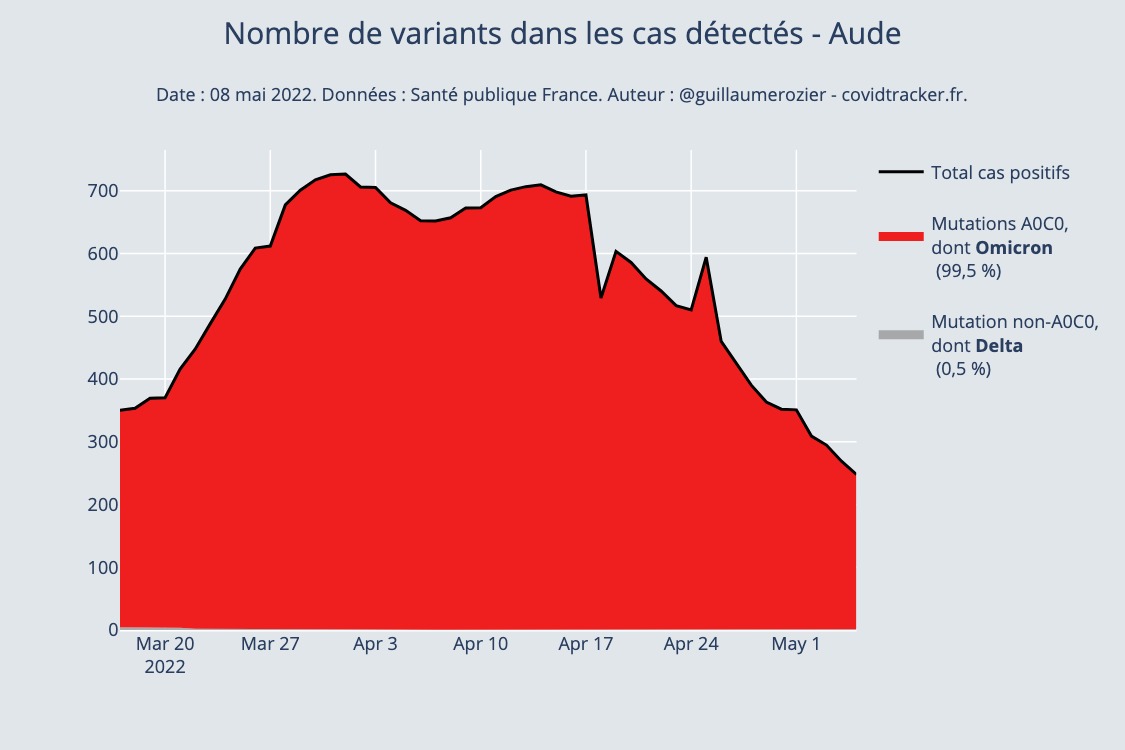 Nombre de variants dans les cas détectés - Aude
Date : 08 mai 2022. Données : Santé publique France. Auteur : @guillaumerozier - covidtracker.fr.
700
600
500
400
300
200
100
0
Mar 20
2022
Mar 27
Apr 3
Apr 10
Apr 17
Apr 24
May 1
Total cas positifs
Mutations A0C0,
dont Omicron
(99,5 %)
Mutation non-A0C0,
dont Delta
(0,5 %)